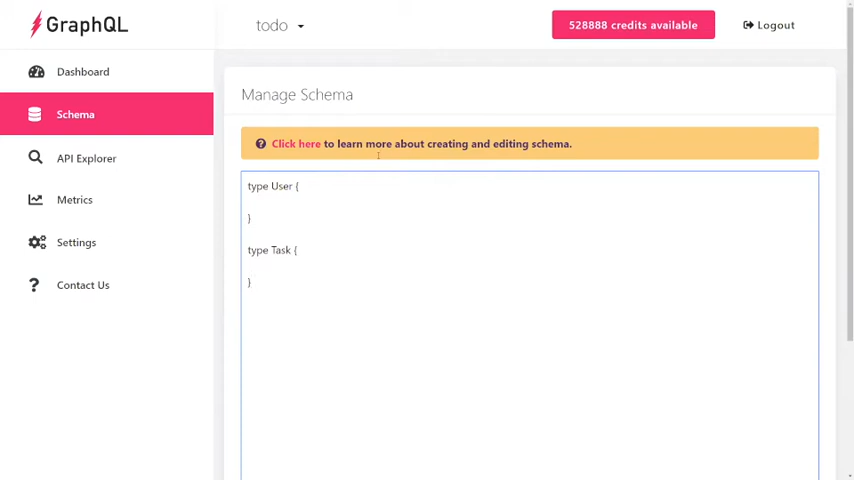 GraphQL
todo
528888 credits available
Logout
Dashboard
Schema
API Explorer
Metrics
Settings
Contact Us
Manage Schema
Click here to learn more about creating and editing schema.
type User {
}
type Task {
}